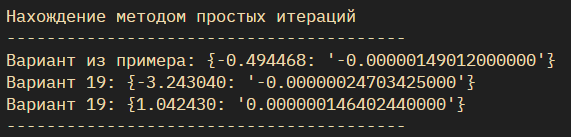 Нахождение методом простых итераций
----------------------------------------
Вариант из примера: {-0.494468: '-0.00000149012000000'}
Вариант 19: {-3.243040: '-0.00000024703425000'}
Вариант 19: {1.042430: '0.000000146402440000'}
----------------------------------------